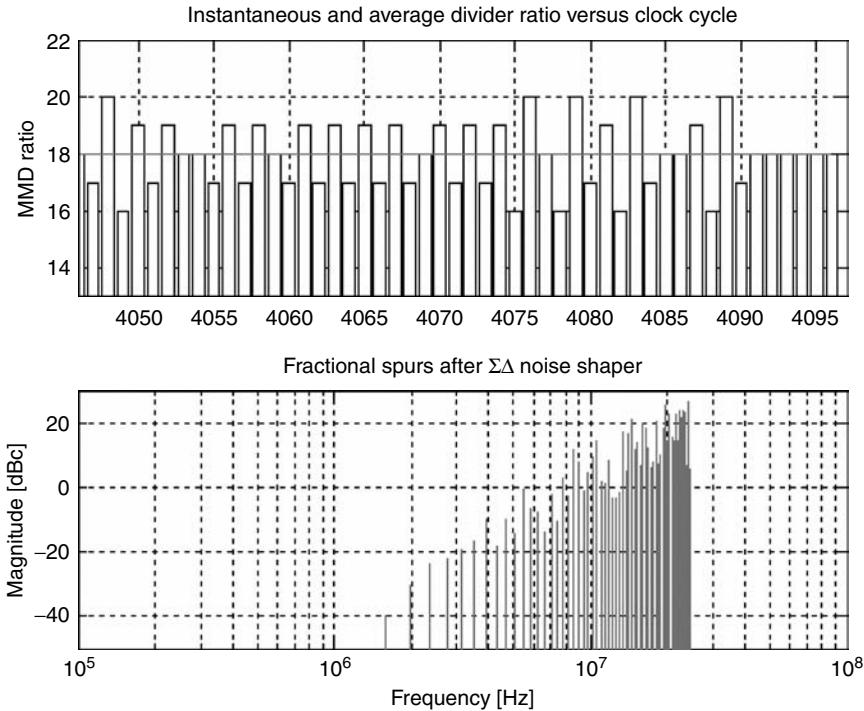 Instantaneous and average divider ratio versus clock cycle
MMD ratio
22
20
18
16
14
4050 4055 4060 4065 4070 4075 4080 4085 4090 4095
Fractional spurs after ΣΔ noise shaper
Magnitude [dBc]
20
0
−20
−40
10^5 10^6 10^7 10^8
Frequency [Hz]